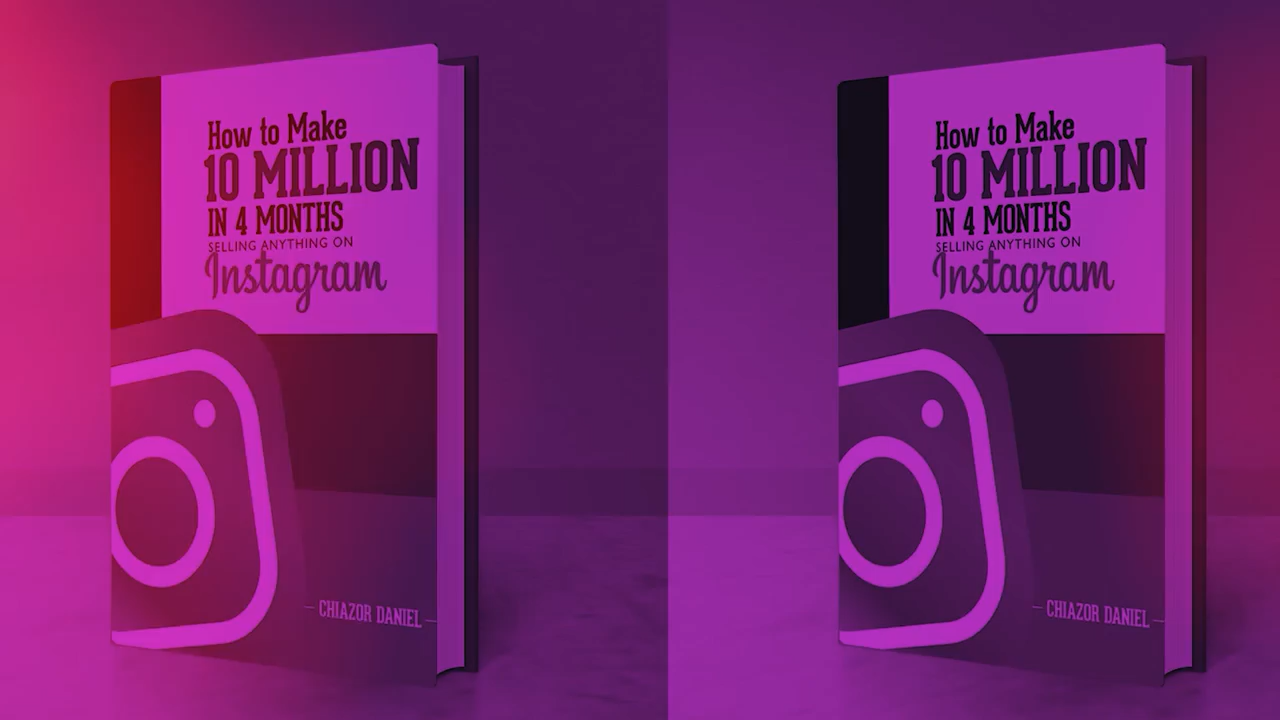 How to Make
10 MILLION
IN 4 MONTHS
SELLING ANYTHING ON
Instagram
— CHIAZOR DANIEL —
How to Make
10 MILLION
IN 4 MONTHS
SELLING ANYTHING ON
Instagram
— CHIAZOR DANIEL —